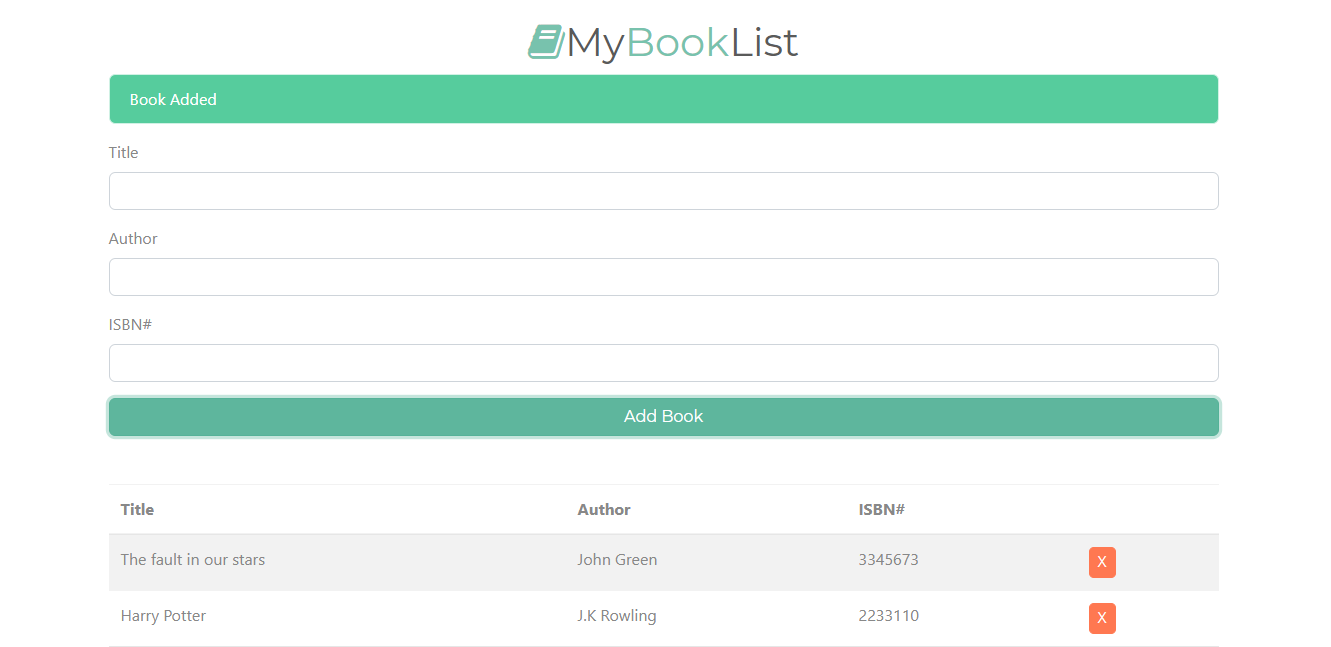 MyBookList
Book Added
Title
Author
ISBN#
Add Book
Title Author ISBN#
The fault in our stars John Green 3345673 X
Harry Potter J.K Rowling 2233110 X